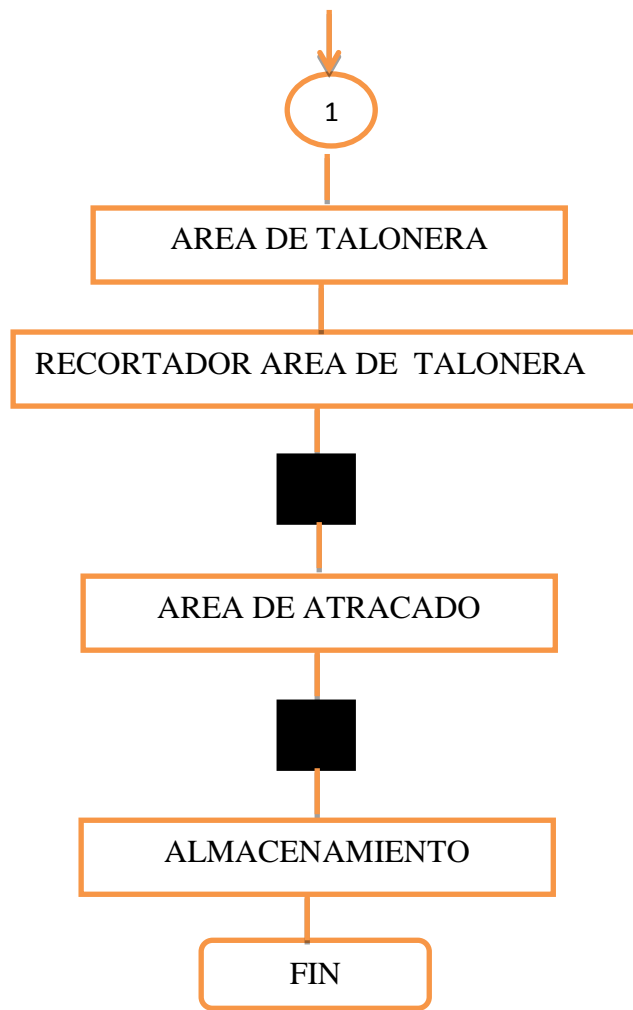 1
AREA DE TALONERA
RECORTADOR AREA DE TALONERA
AREA DE ATRACADO
ALMACENAMIENTO
FIN